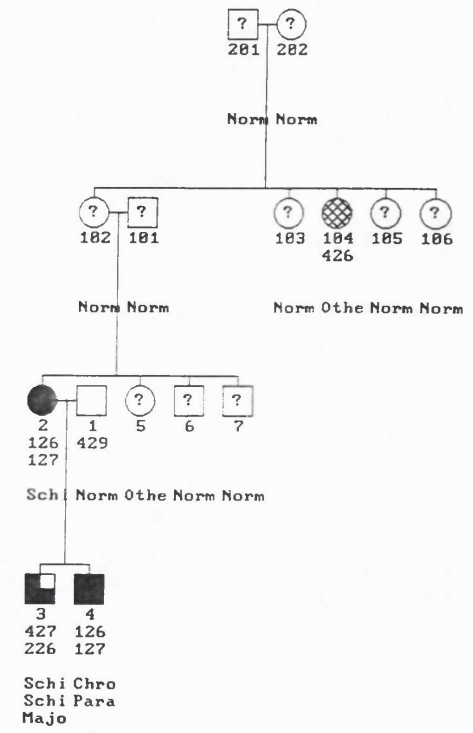 ? ?
201 202
Norm Norm
? ? ? ? ?
102 101 103 104 105 106
426
Norm Norm Norm Othe Norm Norm
? ? ?
2 1 5 6 7
126 429
127
Schi Norm Othe Norm Norm
3 4
427 126
226 127
Schi Chro
Schi Para
Majo